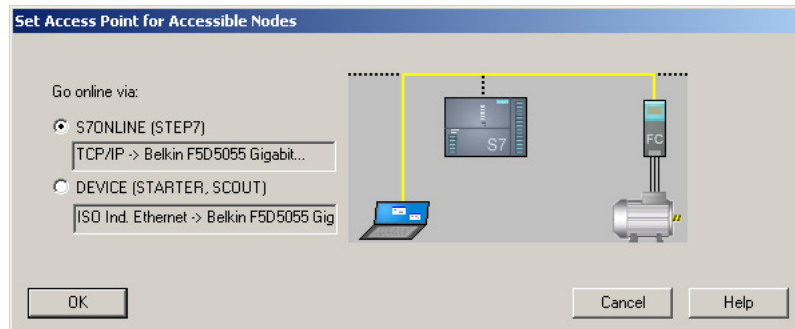 Set Access Point for Accessible Nodes
Go online via:
S7ONLINE (STEP7)
TCP/IP -> Belkin F5D5055 Gigabit...
DEVICE (STARTER, SCOUT)
ISO Ind. Ethernet -> Belkin F5D5055 Gig
S7
FC
OK
Cancel
Help